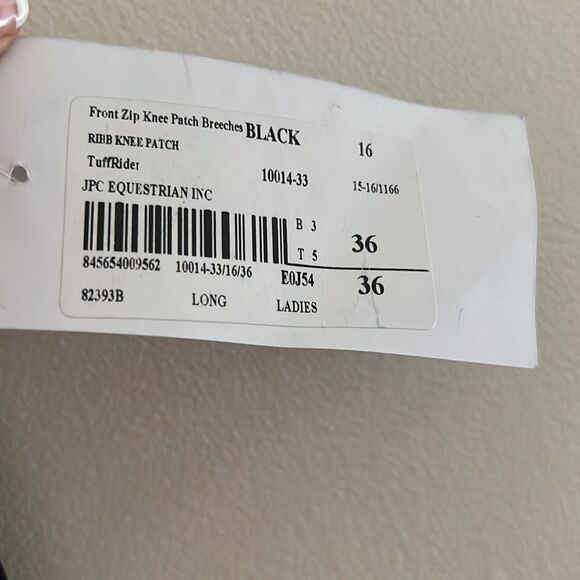 Front Zip Knee Patch Breeches BLACK 16
RIBB KNEE PATCH
TuffRider 10014-33 15-16/1166
JPC EQUESTRIAN INC
B 3 36
T 5
845654009562 10014-33/16/36 E0J54 36
82393B LONG LADIES